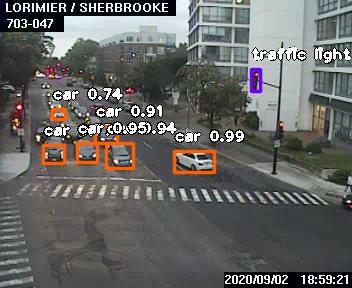 LORIMIER / SHERBROOKE
703-047
traffic light
car 0.74
car 0.91
car
car
(0.95)
0.94
car 0.99
2020/09/02 18:59:21